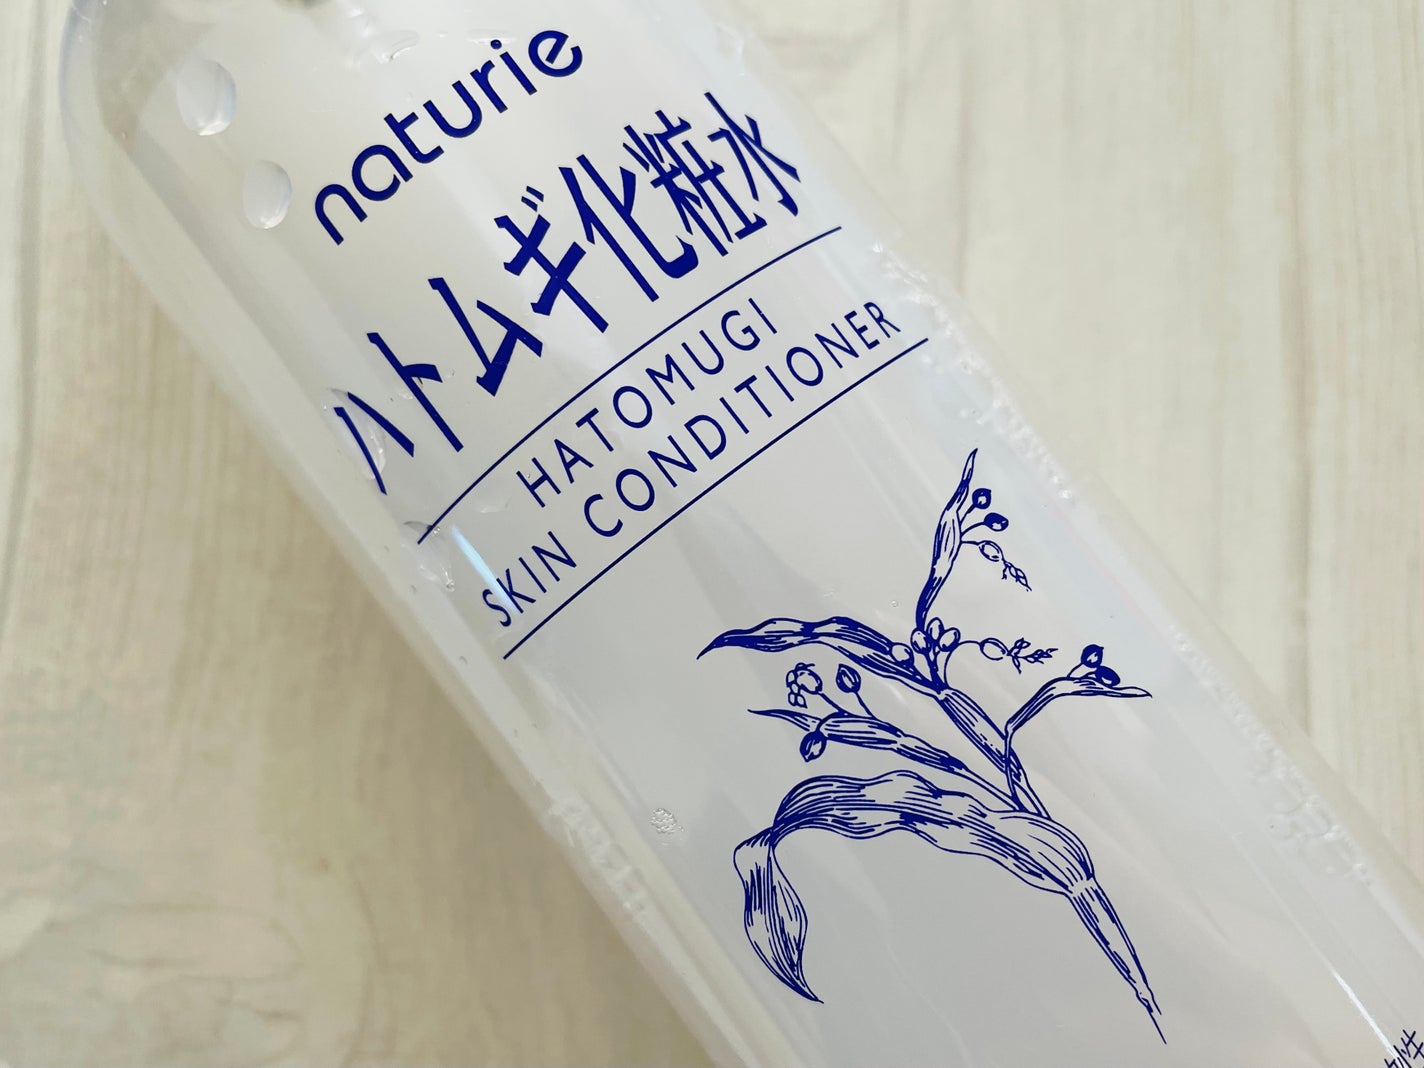 naturie
ハトムギ化粧水
HATOMUGI
SKIN CONDITIONER